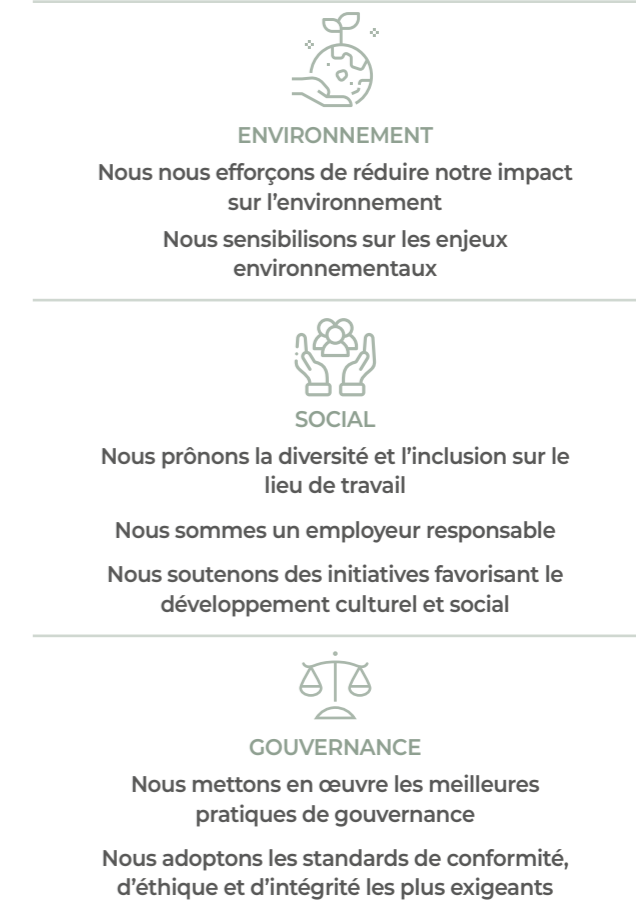 ENVIRONNEMENT
Nous nous efforçons de réduire notre impact
sur l’environnement
Nous sensibilisons sur les enjeux
environnementaux
SOCIAL
Nous prônons la diversité et l’inclusion sur le
lieu de travail
Nous sommes un employeur responsable
Nous soutenons des initiatives favorisant le
développement culturel et social
GOUVERNANCE
Nous mettons en œuvre les meilleures
pratiques de gouvernance
Nous adoptons les standards de conformité,
d’éthique et d’intégrité les plus exigeants